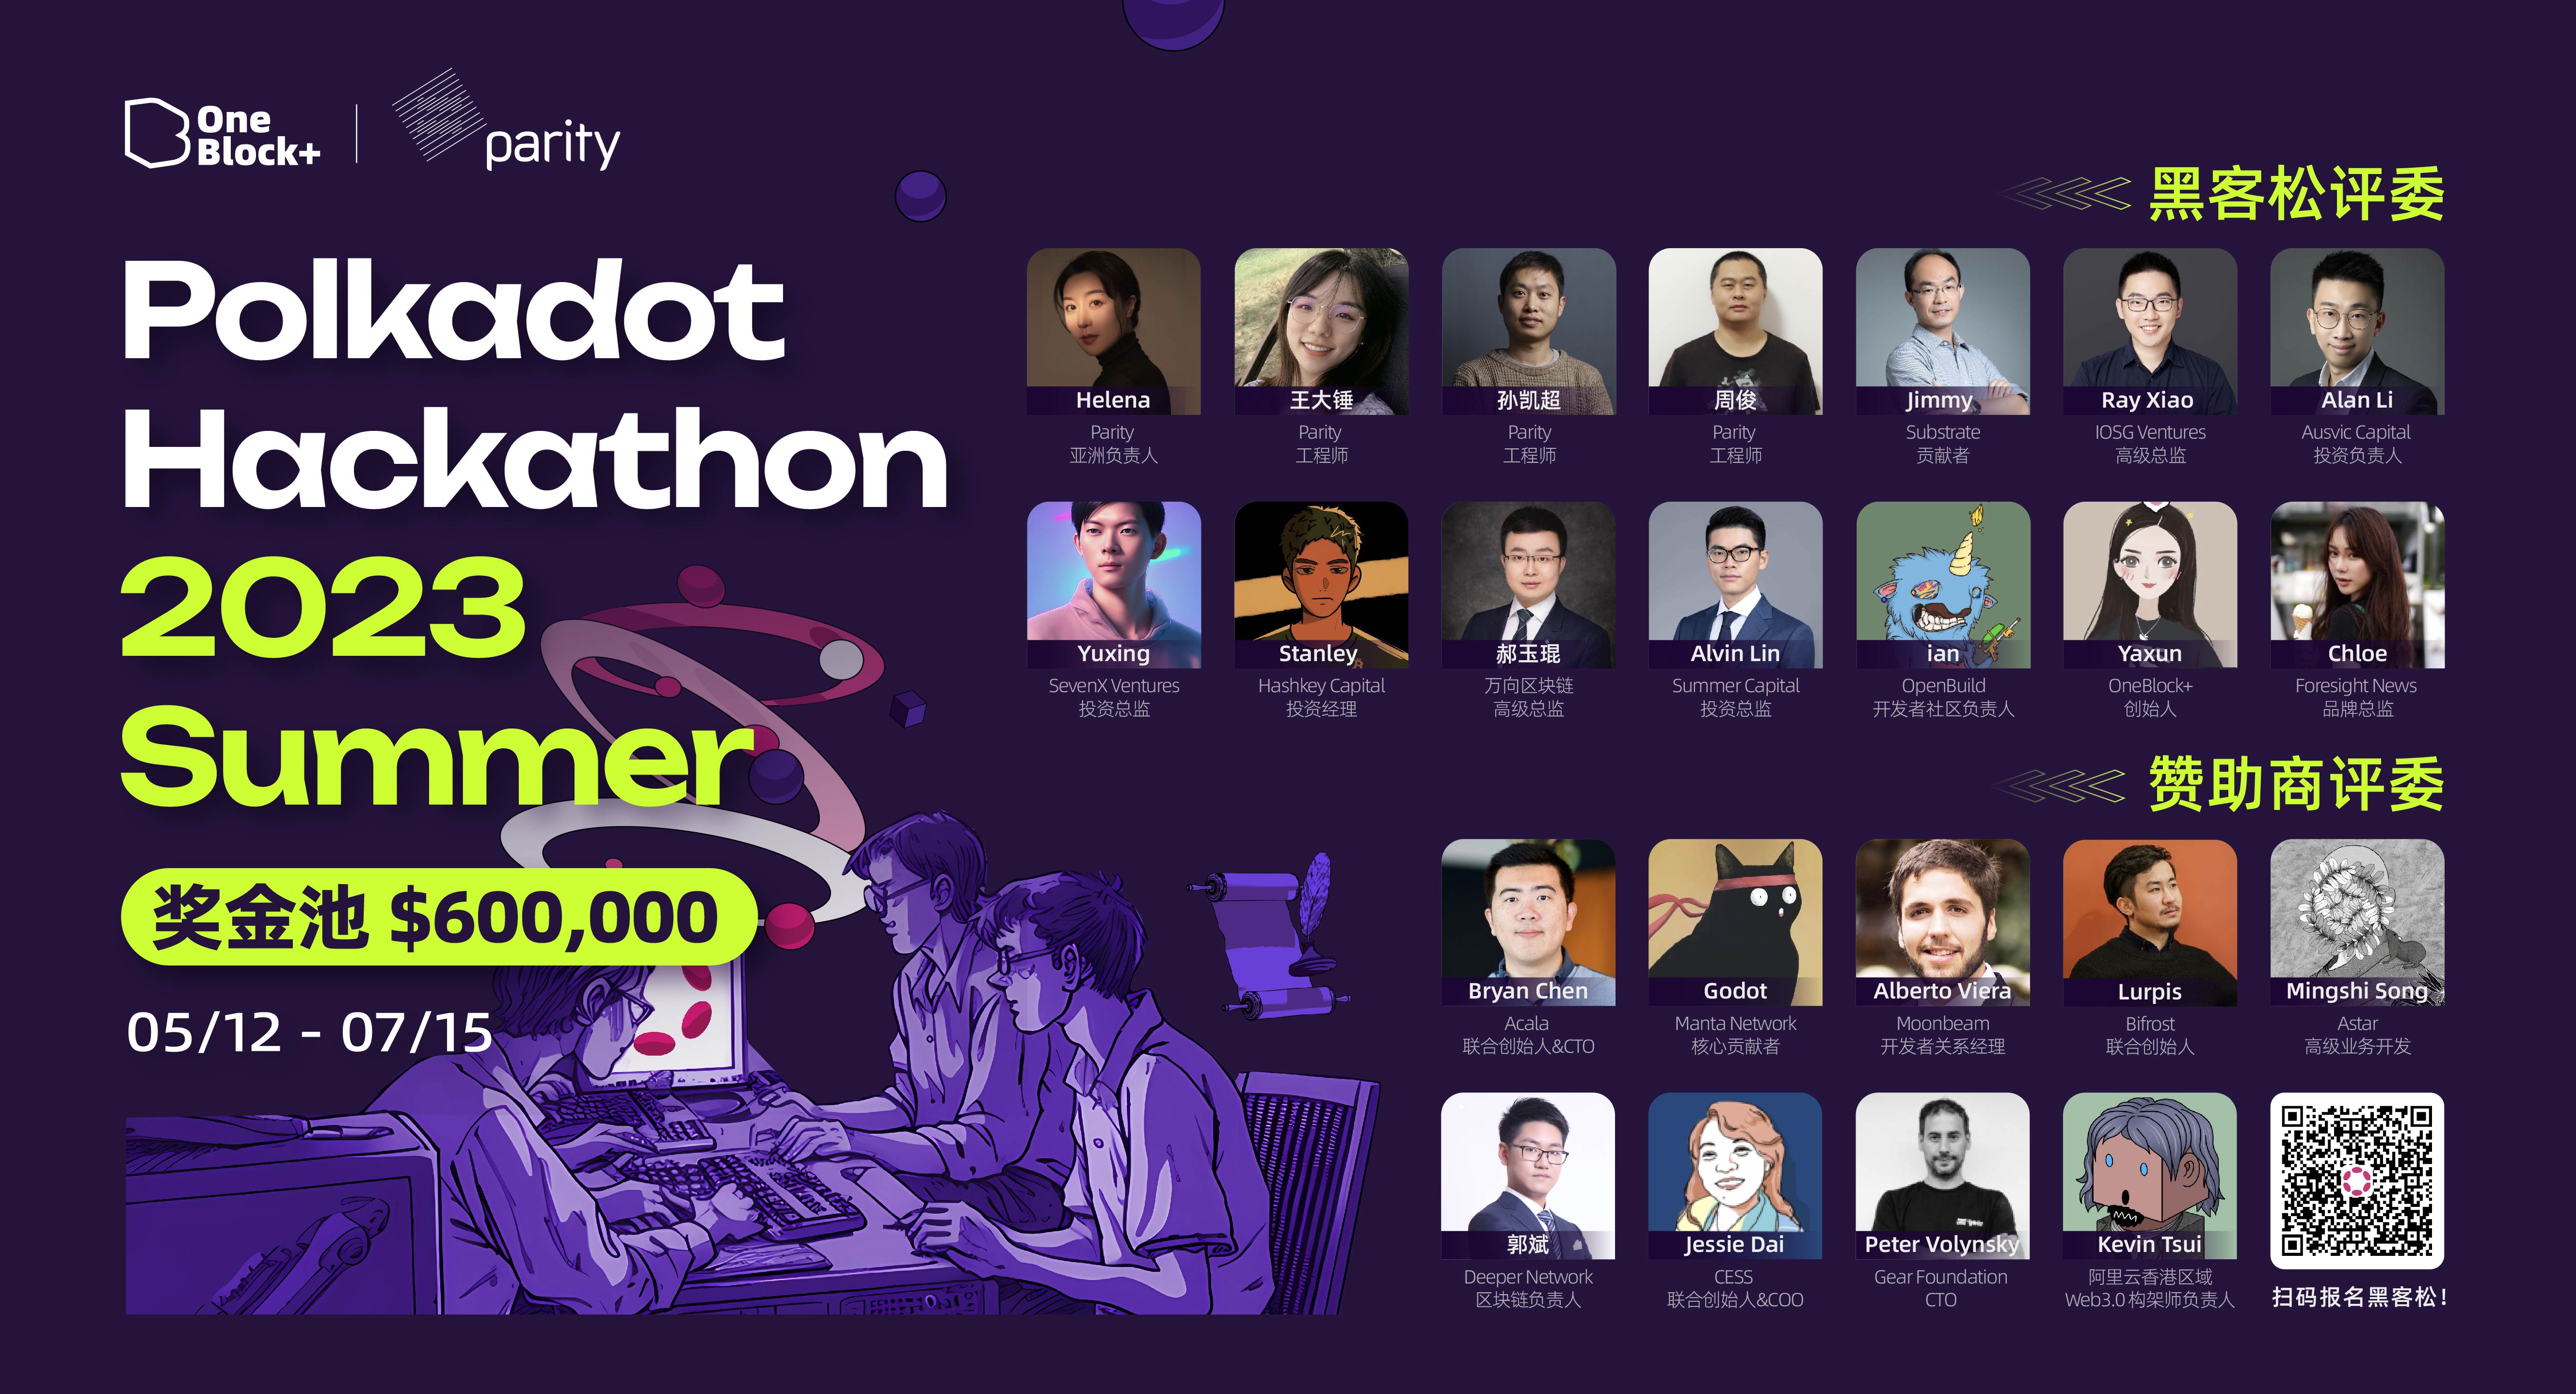 One
Block+
parity
Polkadot
Hackathon
2023
Summer
奖金池 $600,000
05/12 - 07/15
黑客松评委
Helena
Parity
亚洲负责人
王大锤
Parity
工程师
孙凯超
Parity
工程师
周俊
Parity
工程师
Jimmy
Substrate
贡献者
Ray Xiao
IOSG Ventures
高级总监
Alan Li
Ausvic Capital
投资负责人
Yuxing
SevenX Ventures
投资总监
Stanley
Hashkey Capital
投资经理
郝玉琨
万向区块链
高级总监
Alvin Lin
Summer Capital
投资总监
ian
OpenBuild
开发者社区负责人
Yaxun
OneBlock+
创始人
Chloe
Foresight News
品牌总监
赞助商评委
Bryan Chen
Acala
联合创始人&CTO
Godot
Manta Network
核心贡献者
Alberto Viera
Moonbeam
开发者关系经理
Lurpis
Bifrost
联合创始人
Mingshi Song
Astar
高级业务开发
郭斌
Deeper Network
区块链负责人
Jessie Dai
CESS
联合创始人&COO
Peter Volynsky
Gear Foundation
CTO
Kevin Tsui
阿里云香港区域
Web3.0 构架师负责人
扫码报名黑客松！